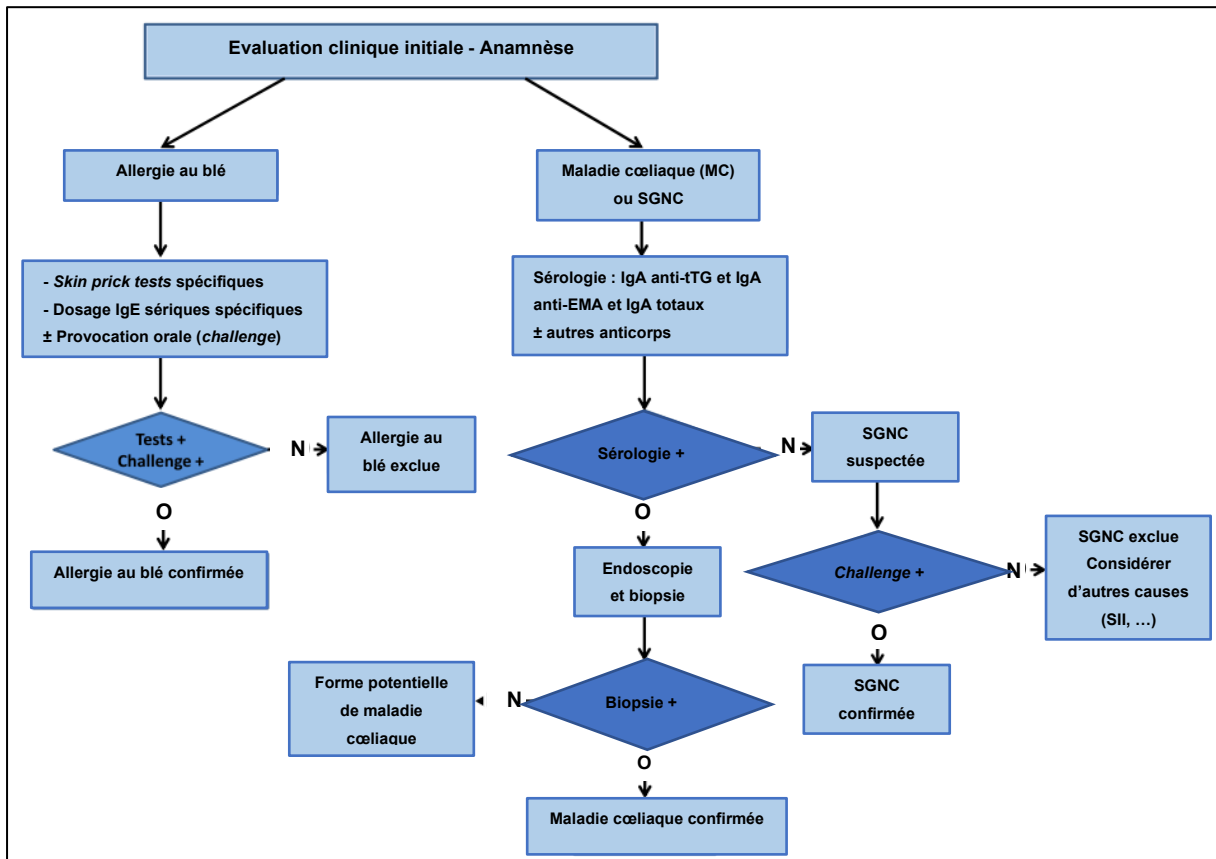 Evaluation clinique initiale - Anamnèse
Allergie au blé
Maladie cœliaque (MC)
ou SGNC
- Skin prick tests spécifiques
- Dosage IgE sériques spécifiques
± Provocation orale (challenge)
Sérologie : IgA anti-tTG et IgA
anti-EMA et IgA totaux
± autres anticorps
Tests +
Challenge +
N
Allergie au
blé exclue
O
Allergie au blé confirmée
Sérologie +
N
SGNC
suspectée
O
Endoscopie
et biopsie
Challenge +
N
SGNC exclue
Considérer
d’autres causes
(SII, …)
O
SGNC
confirmée
Biopsie +
N
Forme potentielle
de maladie
cœliaque
O
Maladie cœliaque confirmée